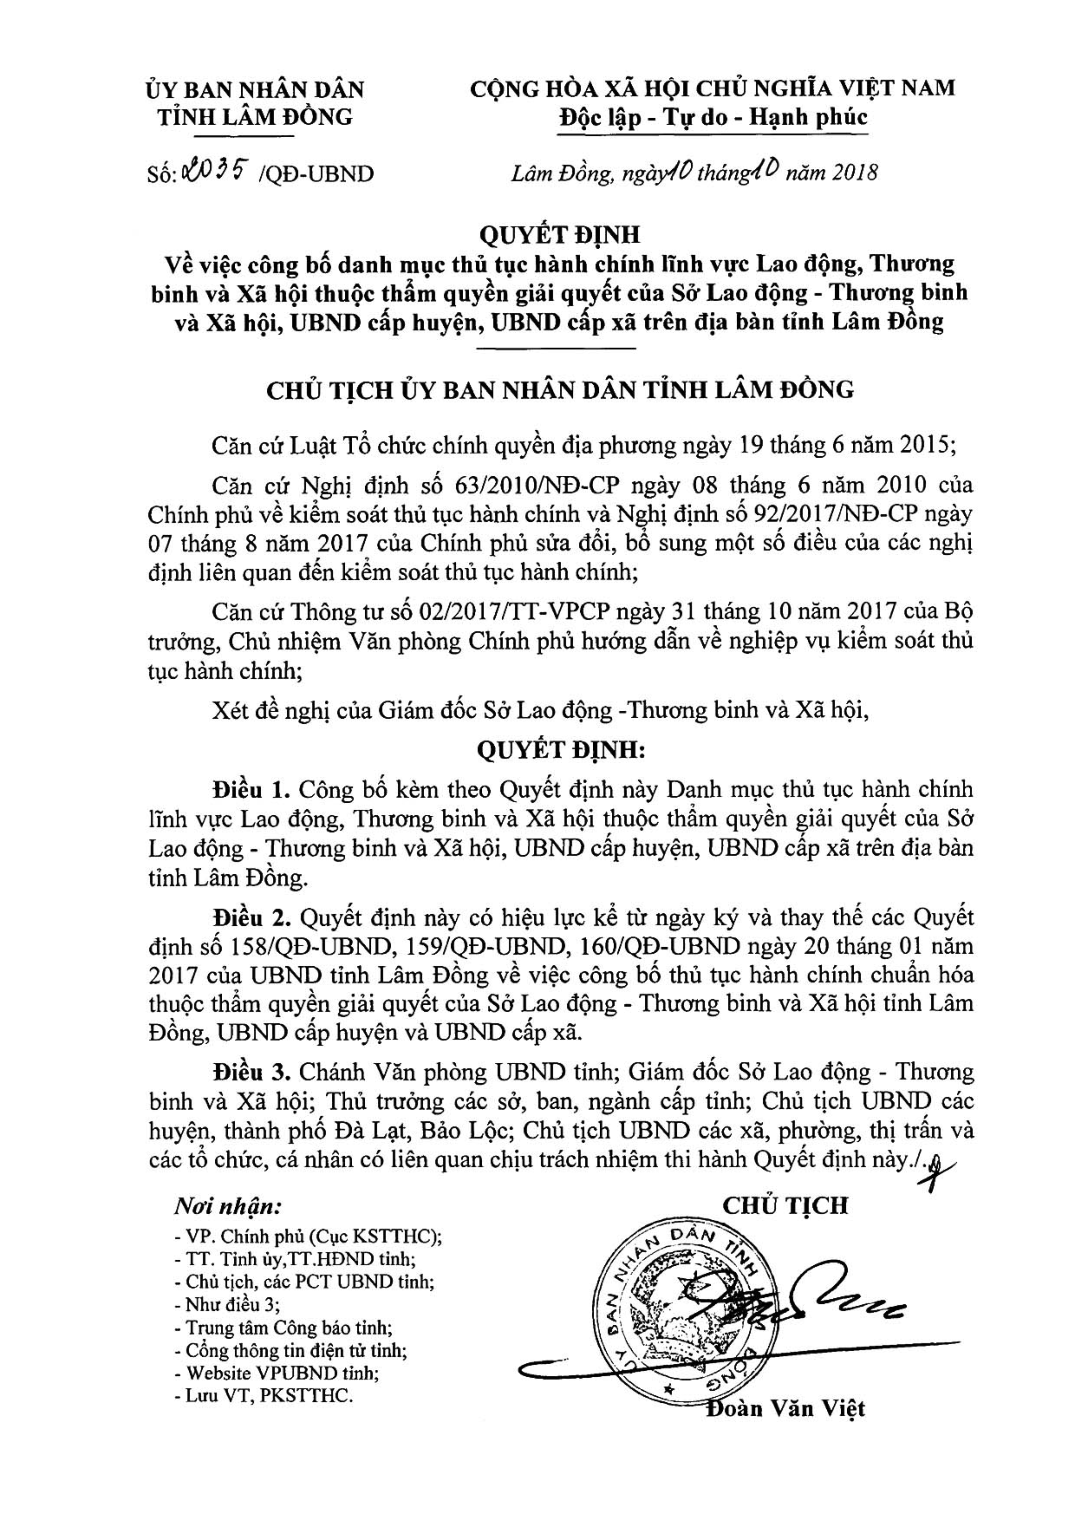 ỦY BAN NHÂN DÂN
TỈNH LÂM ĐỒNG
CỘNG HÒA XÃ HỘI CHỦ NGHĨA VIỆT NAM
Độc lập - Tự do - Hạnh phúc
Số: 2035 /QĐ-UBND
Lâm Đồng, ngày 10 tháng 10 năm 2018
QUYẾT ĐỊNH
Về việc công bố danh mục thủ tục hành chính lĩnh vực Lao động, Thương
binh và Xã hội thuộc thẩm quyền giải quyết của Sở Lao động - Thương binh
và Xã hội, UBND cấp huyện, UBND cấp xã trên địa bàn tỉnh Lâm Đồng
CHỦ TỊCH ỦY BAN NHÂN DÂN TỈNH LÂM ĐỒNG
Căn cứ Luật Tổ chức chính quyền địa phương ngày 19 tháng 6 năm 2015;
Căn cứ Nghị định số 63/2010/NĐ-CP ngày 08 tháng 6 năm 2010 của
Chính phủ về kiểm soát thủ tục hành chính và Nghị định số 92/2017/NĐ-CP ngày
07 tháng 8 năm 2017 của Chính phủ sửa đổi, bổ sung một số điều của các nghị
định liên quan đến kiểm soát thủ tục hành chính;
Căn cứ Thông tư số 02/2017/TT-VPCP ngày 31 tháng 10 năm 2017 của Bộ
trưởng, Chủ nhiệm Văn phòng Chính phủ hướng dẫn về nghiệp vụ kiểm soát thủ
tục hành chính;
Xét đề nghị của Giám đốc Sở Lao động -Thương binh và Xã hội,
QUYẾT ĐỊNH:
Điều 1. Công bố kèm theo Quyết định này Danh mục thủ tục hành chính
lĩnh vực Lao động, Thương binh và Xã hội thuộc thẩm quyền giải quyết của Sở
Lao động - Thương binh và Xã hội, UBND cấp huyện, UBND cấp xã trên địa bàn
tỉnh Lâm Đồng.
Điều 2. Quyết định này có hiệu lực kể từ ngày ký và thay thế các Quyết
định số 158/QĐ-UBND, 159/QĐ-UBND, 160/QĐ-UBND ngày 20 tháng 01 năm
2017 của UBND tỉnh Lâm Đồng về việc công bố thủ tục hành chính chuẩn hóa
thuộc thẩm quyền giải quyết của Sở Lao động - Thương binh và Xã hội tỉnh Lâm
Đồng, UBND cấp huyện và UBND cấp xã.
Điều 3. Chánh Văn phòng UBND tỉnh; Giám đốc Sở Lao động - Thương
binh và Xã hội; Thủ trưởng các sở, ban, ngành cấp tỉnh; Chủ tịch UBND các
huyện, thành phố Đà Lạt, Bảo Lộc; Chủ tịch UBND các xã, phường, thị trấn và
các tổ chức, cá nhân có liên quan chịu trách nhiệm thi hành Quyết định này./.
Nơi nhận:
- VP. Chính phủ (Cục KSTTHC);
- TT. Tỉnh ủy,TT.HĐND tỉnh;
- Chủ tịch, các PCT UBND tỉnh;
- Như điều 3;
- Trung tâm Công báo tỉnh;
- Cổng thông tin điện tử tỉnh;
- Website VPUBND tỉnh;
- Lưu VT, PKSTTHC.
CHỦ TỊCH
ỦY BAN NHÂN DÂN TỈNH
ĐỒNG
Đoàn Văn Việt